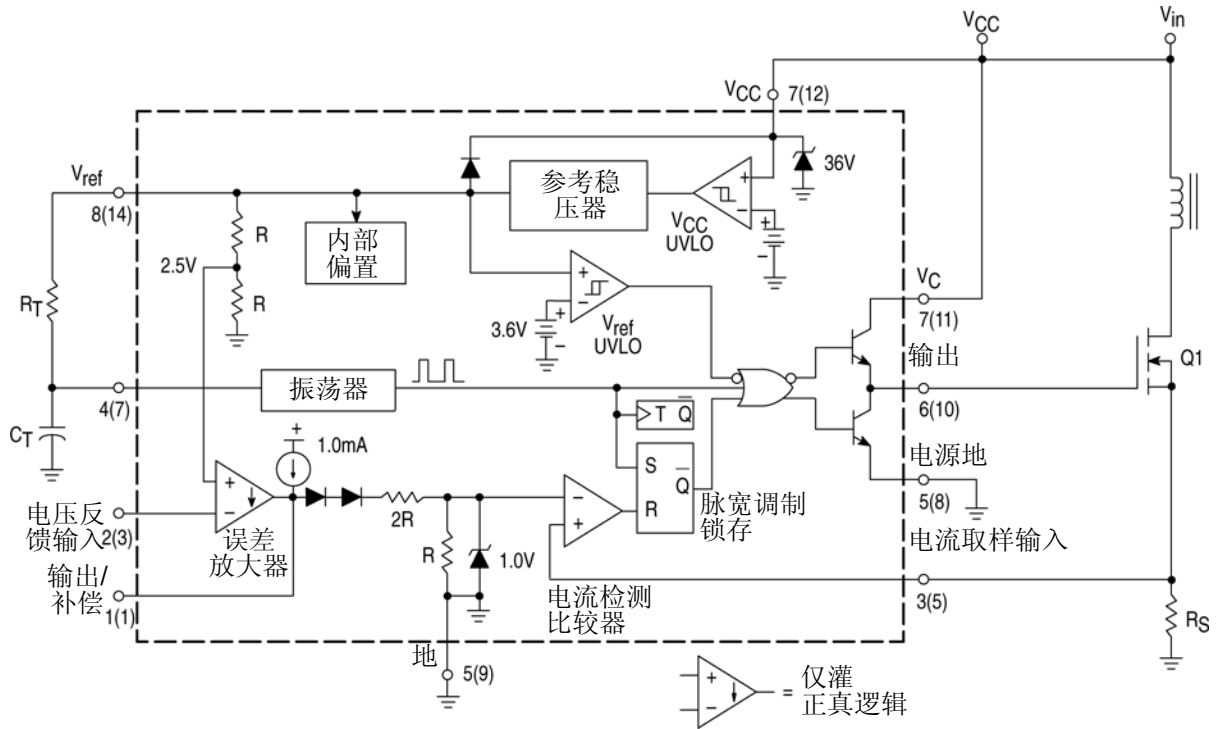 VCC
Vin
VCC
7(12)
Vref
8(14)
36V
参考稳
压器
+
−
VCC
UVLO
+
−
R
内部
偏置
2.5V
R
RT
+
−
3.6V
+
−
Vref
UVLO
VC
7(11)
输出
Q1
振荡器
4(7)
6(10)
T Q
CT
+
1.0mA
S
Q
R
电源地
5(8)
+
−
电压反
馈输入
2(3)
误差
放大器
2R
−
+
脉宽调制
锁存
R
1.0V
电流取样输入
输出/
补偿
1(1)
电流检测
比较器
3(5)
RS
地
5(9)
+
−
=
仅灌
正真逻辑